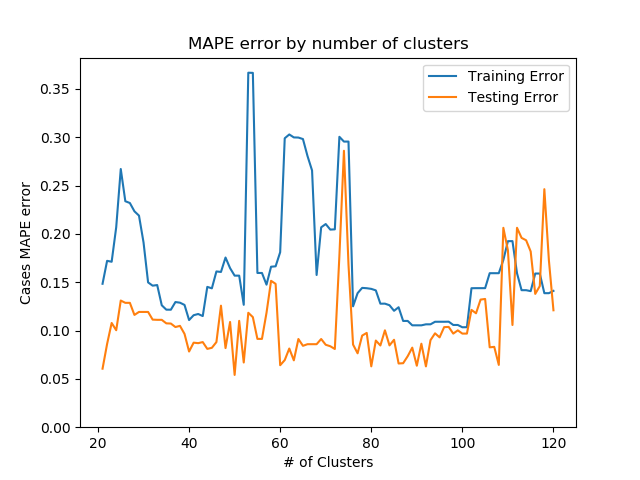 MAPE error by number of clusters
Training Error
Testing Error
Cases MAPE error
0.35
0.30
0.25
0.20
0.15
0.10
0.05
0.00
20 40 60 80 100 120
# of Clusters